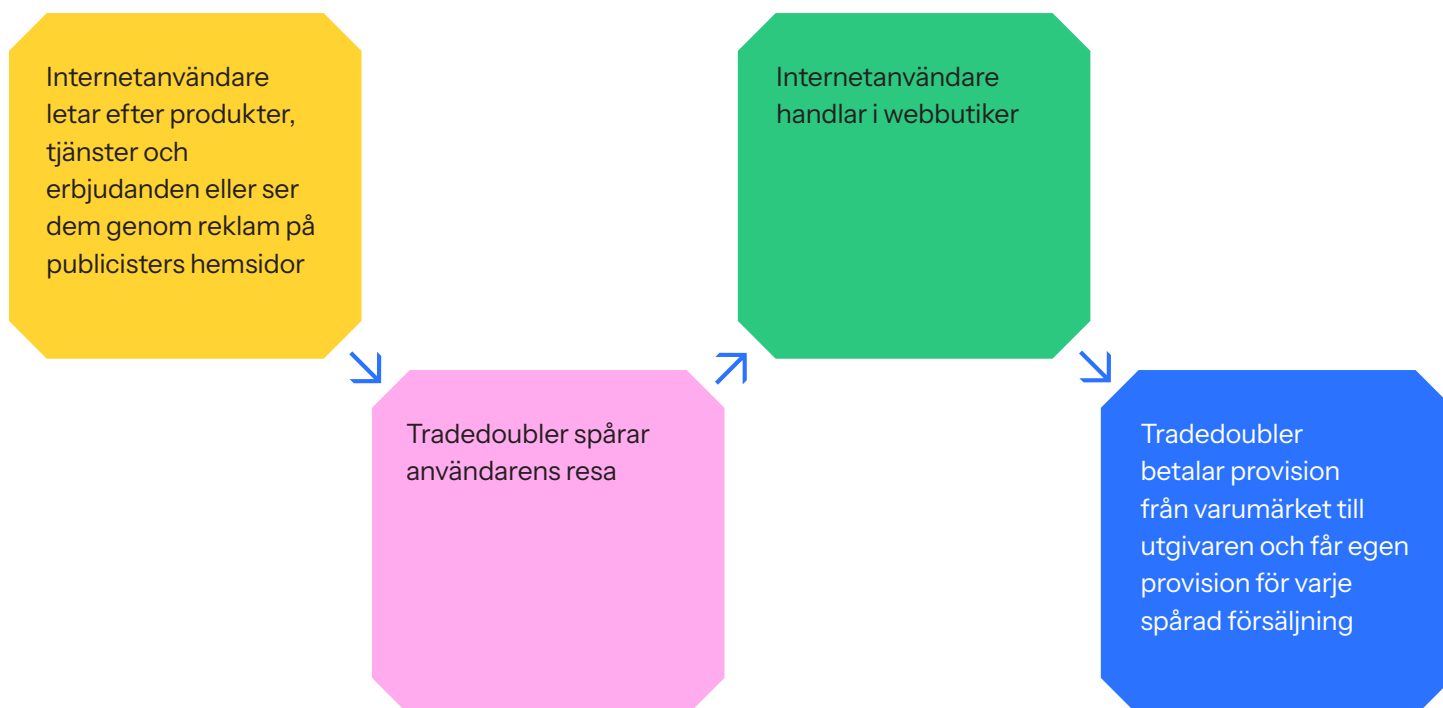 Internetanvändare
letar efter produkter,
tjänster och
erbjudanden eller ser
dem genom reklam på
publicisters hemsidor
Tradedoubler spårar
användarens resa
Internetanvändare
handlar i webbutiker
Tradedoubler
betalar provision
från varumärket till
utgivaren och får egen
provision för varje
spårad försäljning